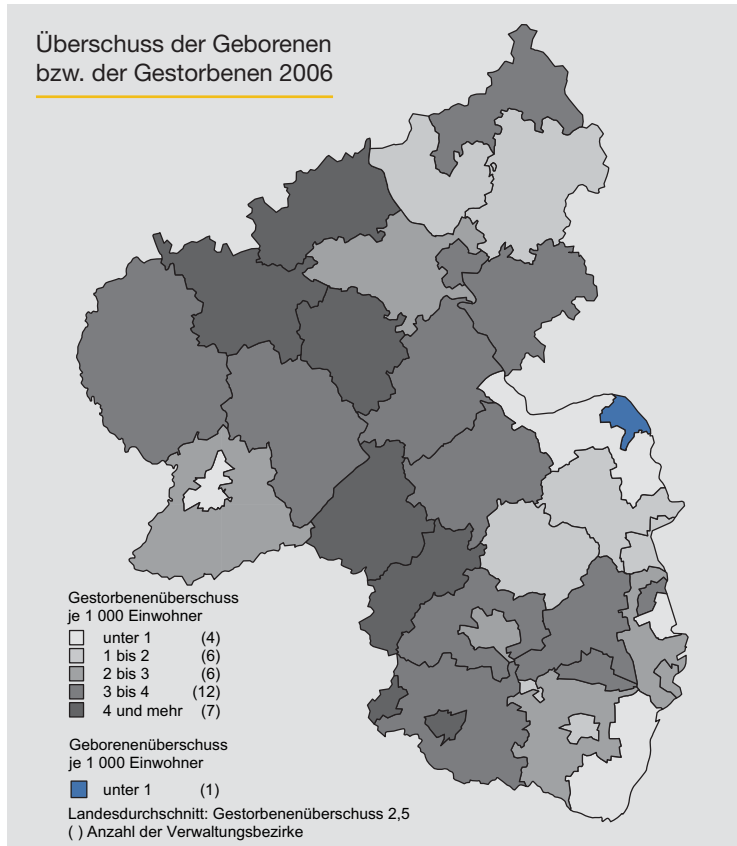 Überschuss der Geborenen
bzw. der Gestorbenen 2006
Gestorbenenüberschuss
je 1 000 Einwohner
unter 1 (4)
1 bis 2 (6)
2 bis 3 (6)
3 bis 4 (12)
4 und mehr (7)
Geborenenüberschuss
je 1 000 Einwohner
unter 1 (1)
Landesdurchschnitt: Gestorbenenüberschuss 2,5
( ) Anzahl der Verwaltungsbezirke